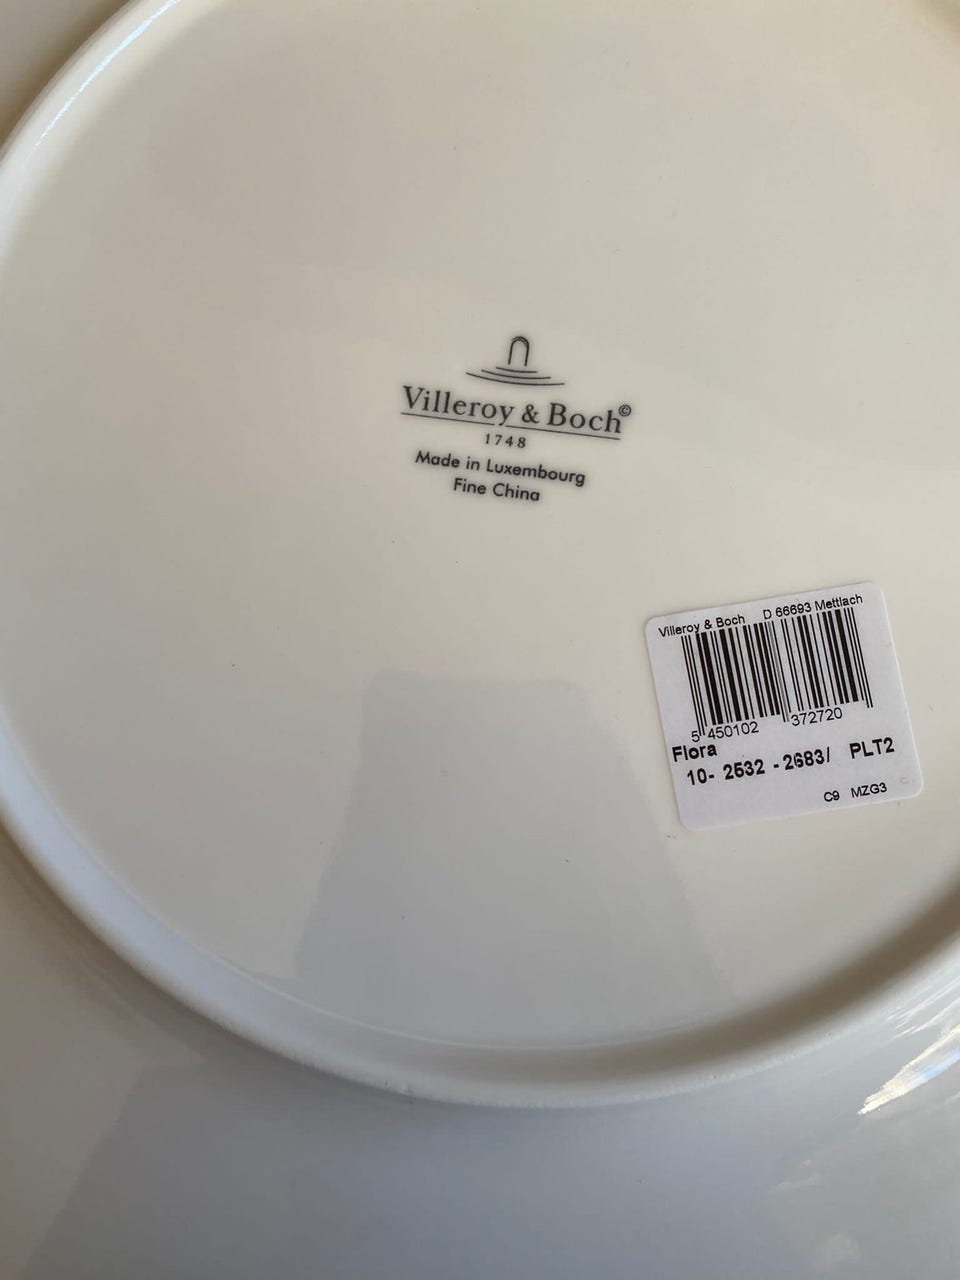 Villeroy & Boch©
1748
Made in Luxembourg
Fine China
Villeroy & Boch D 66693 Mettlach
5 450102 372720
Flora
10- 2532 -2683/ PLT2
C9 MZG3 C